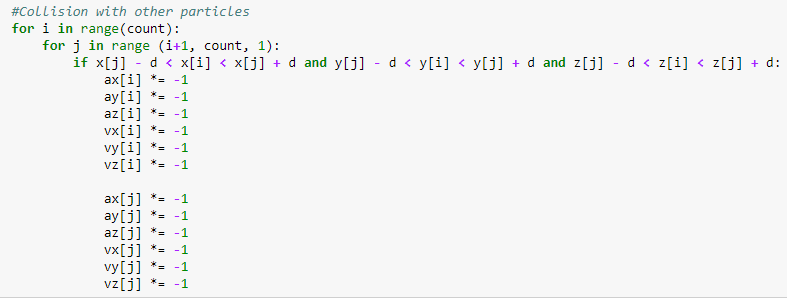 #Collision with other particles
for i in range(count):
    for j in range (i+1, count, 1):
        if x[j] - d < x[i] < x[j] + d and y[j] - d < y[i] < y[j] + d and z[j] - d < z[i] < z[j] + d:
            ax[i] *= -1
            ay[i] *= -1
            az[i] *= -1
            vx[i] *= -1
            vy[i] *= -1
            vz[i] *= -1

            ax[j] *= -1
            ay[j] *= -1
            az[j] *= -1
            vx[j] *= -1
            vy[j] *= -1
            vz[j] *= -1